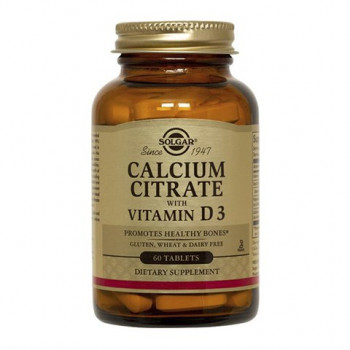 SOLGAR®
Since 1947
CALCIUM
CITRATE
WITH
VITAMIN D3
PROMOTES HEALTHY BONES*
GLUTEN, WHEAT & DAIRY FREE
60 TABLETS
DIETARY SUPPLEMENT